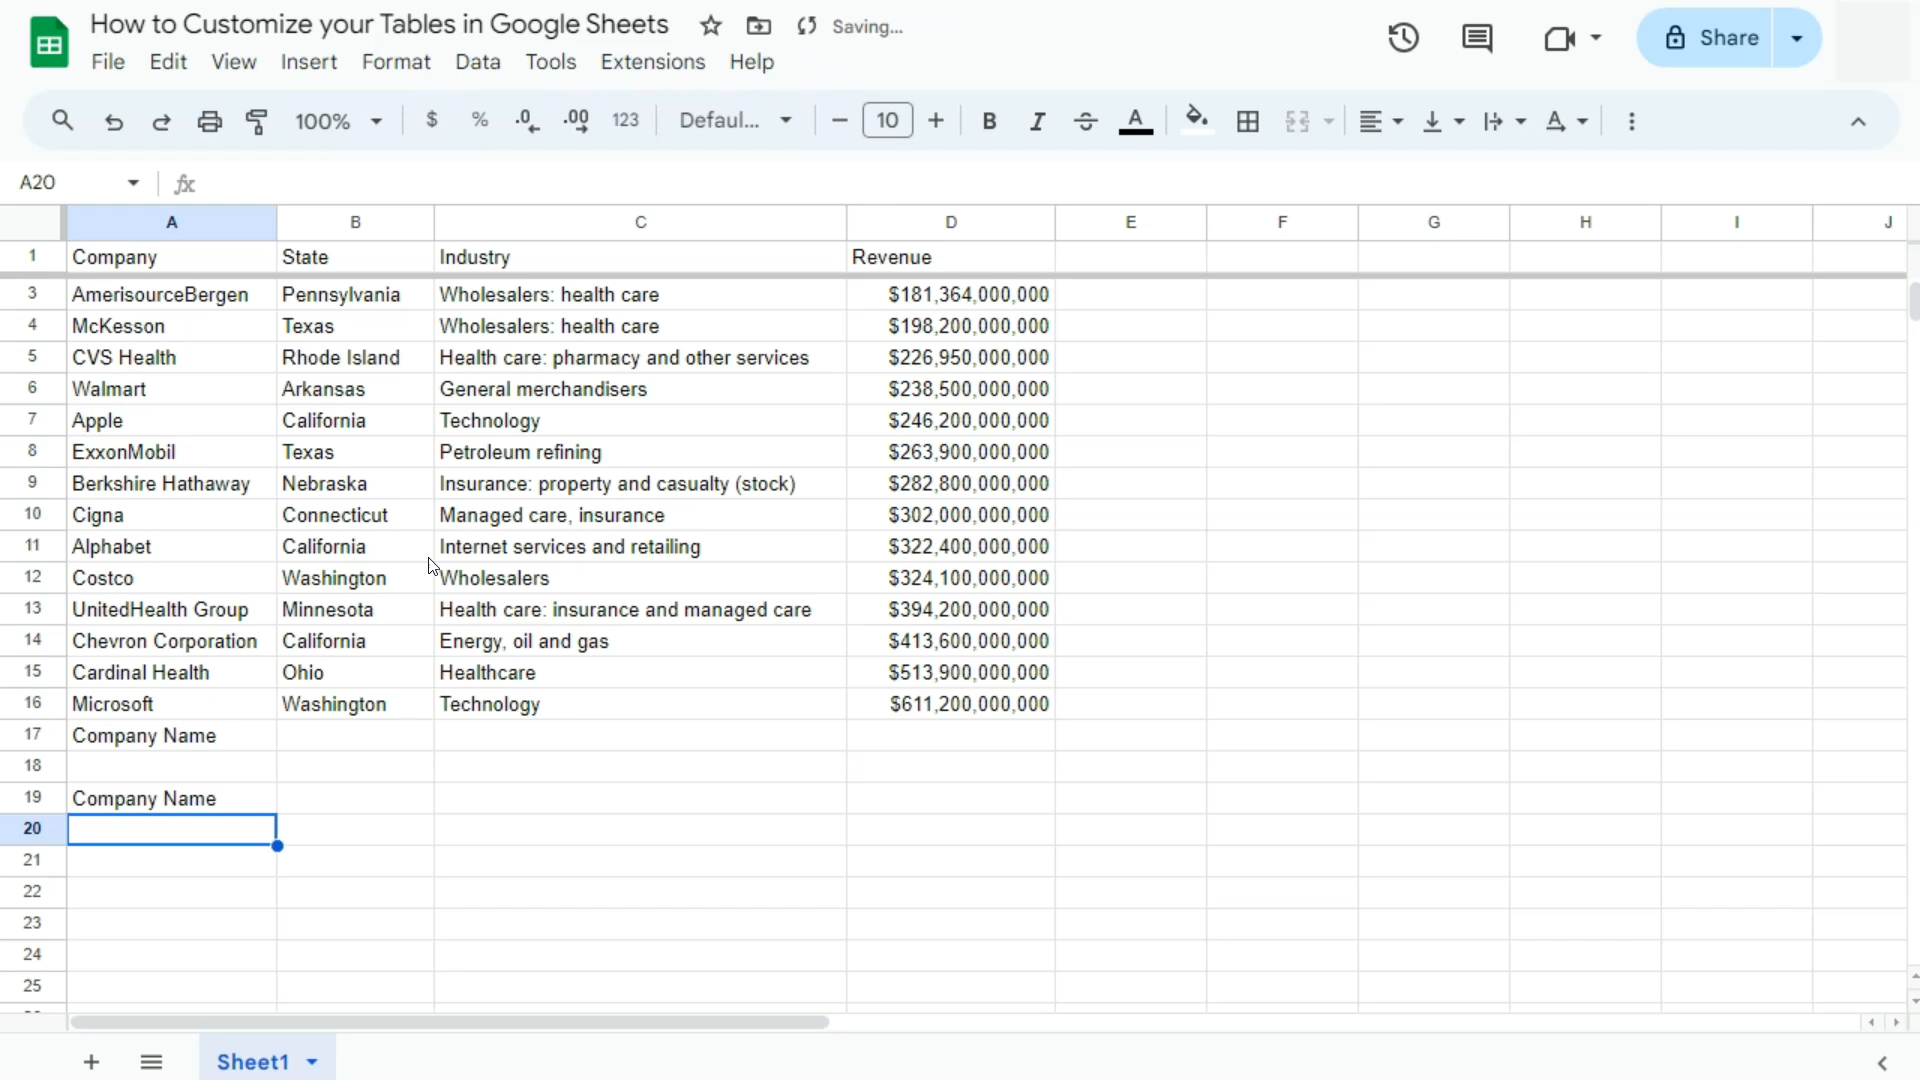 How to Customize your Tables in Google Sheets Saving...
File Edit View Insert Format Data Tools Extensions Help
Share
100% $ % .0 .00 123 Defaul... − 10 + B I S A A
A20 fx
A B C D E F G H I J
1 Company State Industry Revenue
3 AmerisourceBergen Pennsylvania Wholesalers: health care $181,364,000,000
4 McKesson Texas Wholesalers: health care $198,200,000,000
5 CVS Health Rhode Island Health care: pharmacy and other services $226,950,000,000
6 Walmart Arkansas General merchandisers $238,500,000,000
7 Apple California Technology $246,200,000,000
8 ExxonMobil Texas Petroleum refining $263,900,000,000
9 Berkshire Hathaway Nebraska Insurance: property and casualty (stock) $282,800,000,000
10 Cigna Connecticut Managed care, insurance $302,000,000,000
11 Alphabet California Internet services and retailing $322,400,000,000
12 Costco Washington Wholesalers $324,100,000,000
13 UnitedHealth Group Minnesota Health care: insurance and managed care $394,200,000,000
14 Chevron Corporation California Energy, oil and gas $413,600,000,000
15 Cardinal Health Ohio Healthcare $513,900,000,000
16 Microsoft Washington Technology $611,200,000,000
17 Company Name
18
19 Company Name
20
21
22
23
24
25
Sheet1